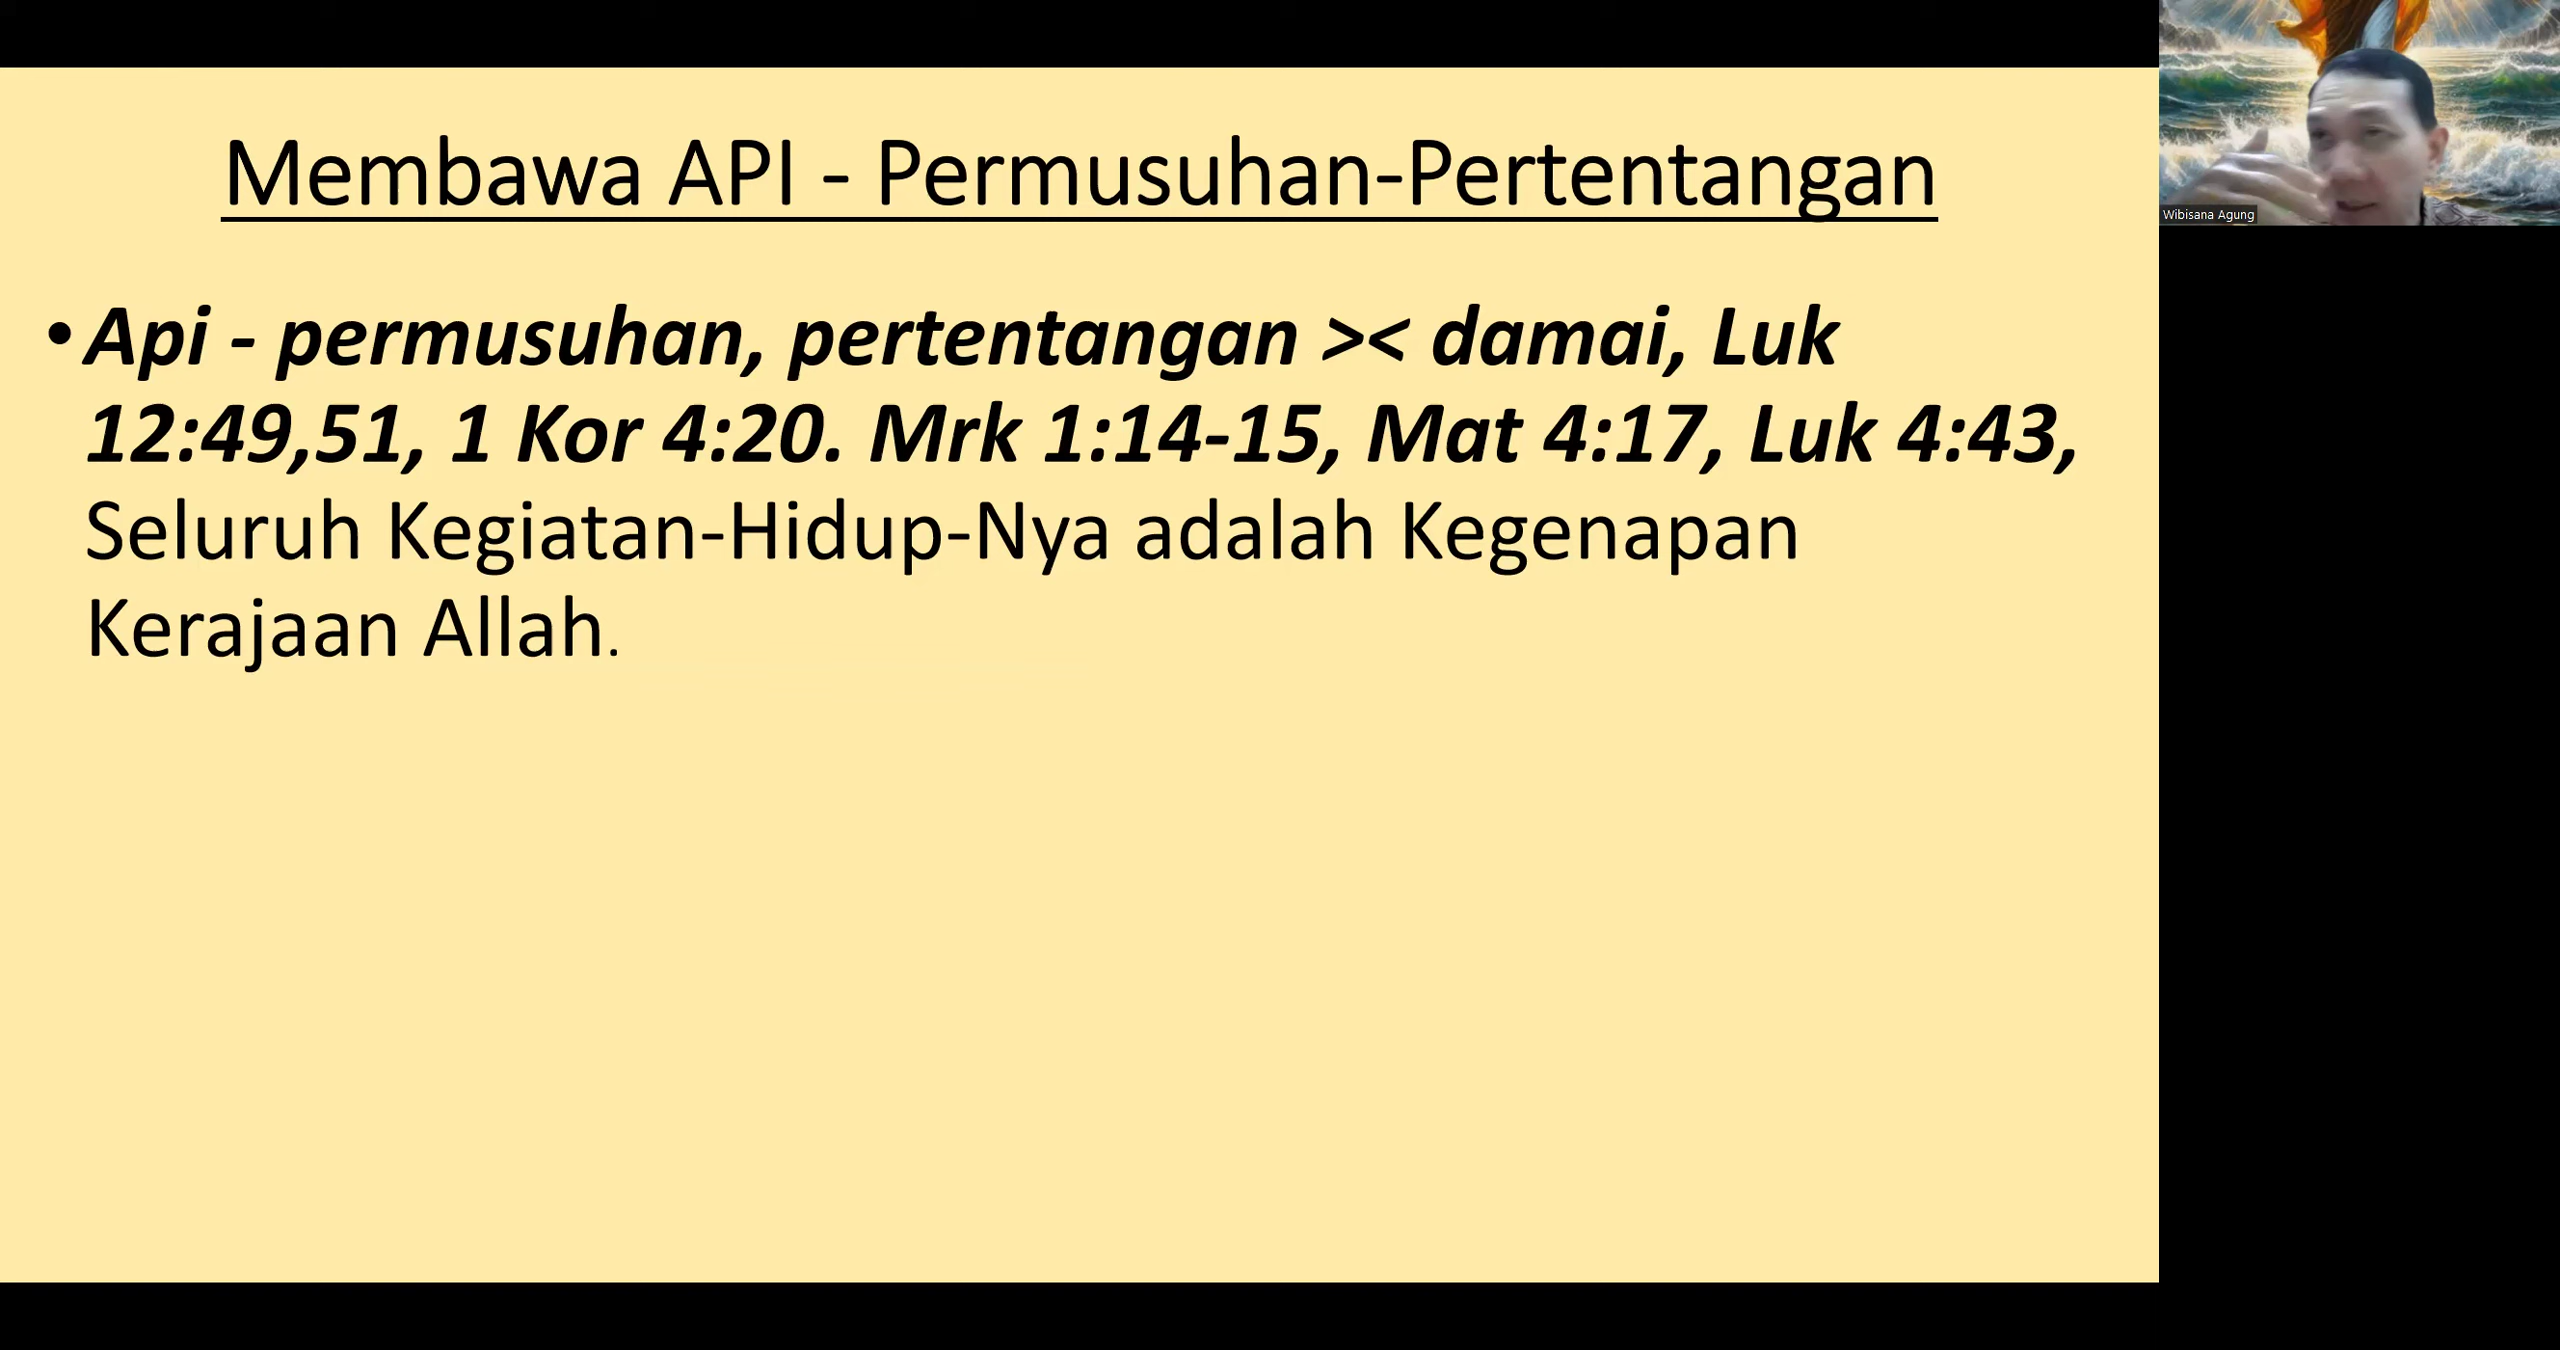 Membawa API - Permusuhan-Pertentangan
• Api - permusuhan, pertentangan >< damai, Luk
12:49,51, 1 Kor 4:20. Mrk 1:14-15, Mat 4:17, Luk 4:43,
Seluruh Kegiatan-Hidup-Nya adalah Kegenapan
Kerajaan Allah.
Wibisana Agung